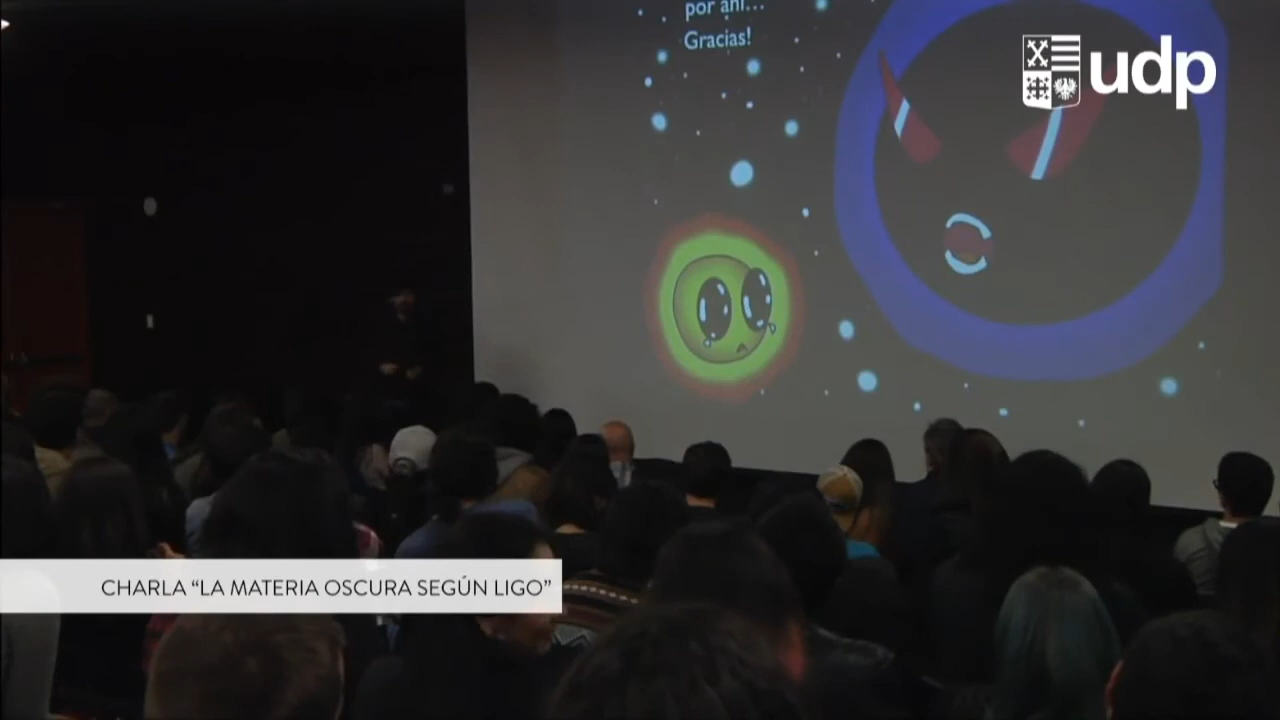 por ahí...
Gracias!
udp
CHARLA “LA MATERIA OSCURA SEGÚN LIGO”